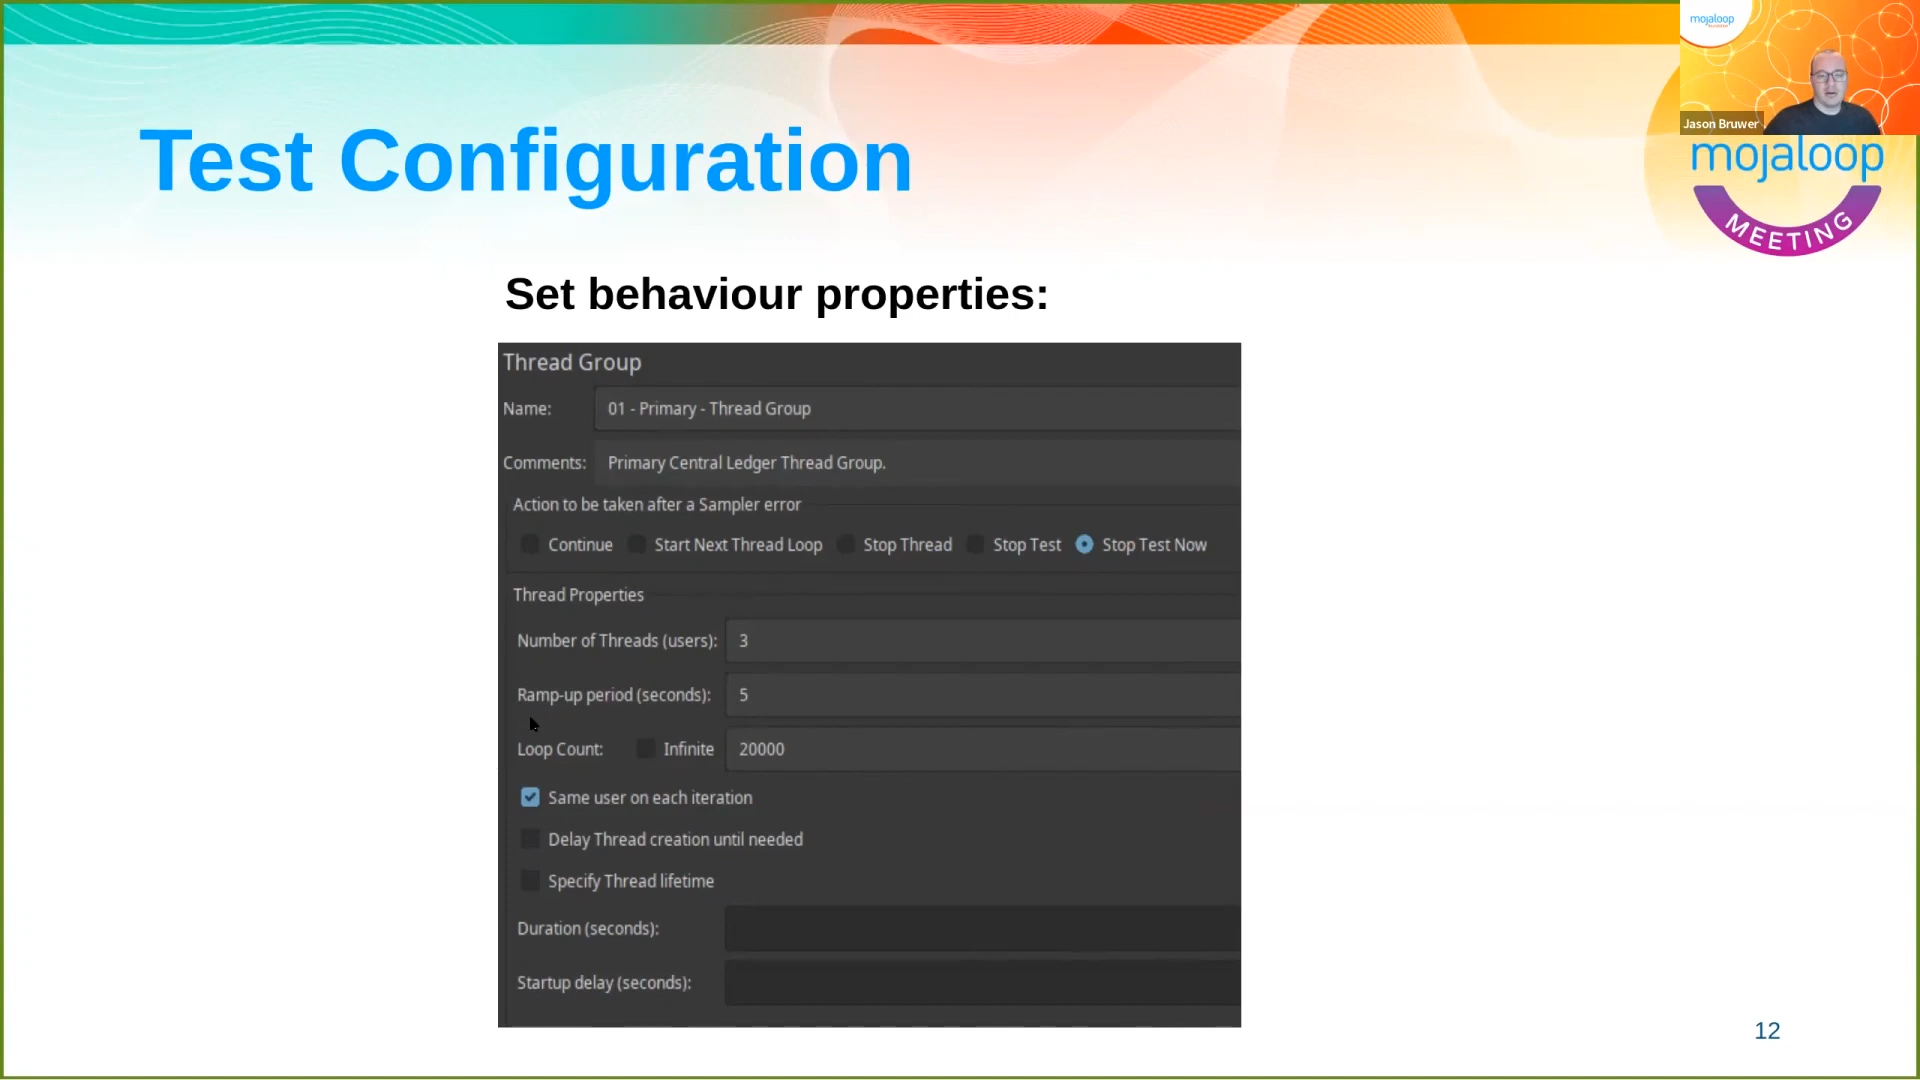 mojaloop
Jason Bruwer
mojaloop
MEETING
Test Configuration
Set behaviour properties:
Thread Group
Name: 01 - Primary - Thread Group
Comments: Primary Central Ledger Thread Group.
Action to be taken after a Sampler error
Continue Start Next Thread Loop Stop Thread Stop Test Stop Test Now
Thread Properties
Number of Threads (users): 3
Ramp-up period (seconds): 5
Loop Count: Infinite 20000
Same user on each iteration
Delay Thread creation until needed
Specify Thread lifetime
Duration (seconds):
Startup delay (seconds):
12